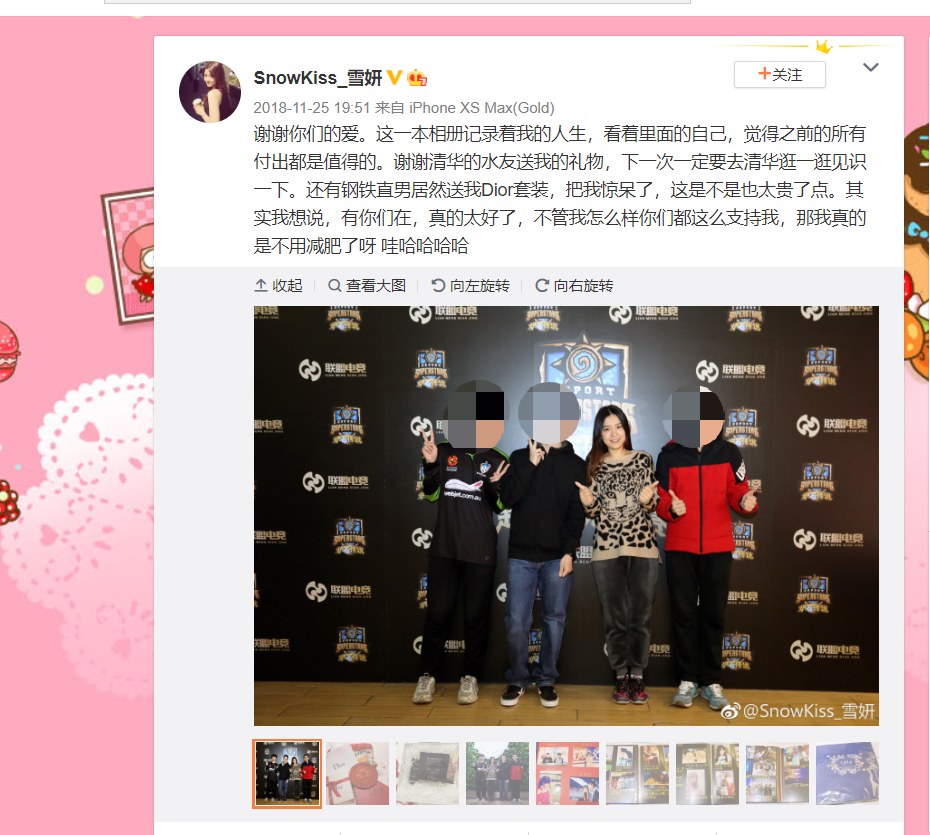 SnowKiss_雪妍
+关注
2018-11-25 19:51 来自 iPhone XS Max(Gold)
谢谢你们的爱。这一本相册记录着我的人生，看着里面的自己，觉得之前的所有
付出都是值得的。谢谢清华的水友送我的礼物，下一次一定要去清华逛一逛见识
一下。还有钢铁直男居然送我Dior套装，把我惊呆了，这是不是也太贵了点。其
实我想说，有你们在，真的太好了，不管我怎么样你们都这么支持我，那我真的
是不用减肥了呀 哇哈哈哈哈
收起
查看大图
向左旋转
向右旋转
联盟电竞
SUPERSTARS
webjet.com.au
@SnowKiss_雪妍